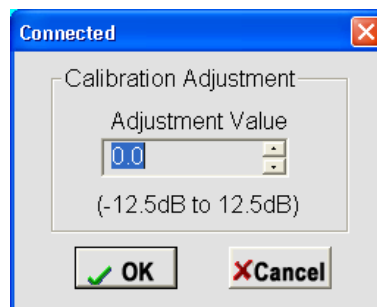 Connected
Calibration Adjustment
Adjustment Value
0.0
(-12.5dB to 12.5dB)
OK
Cancel